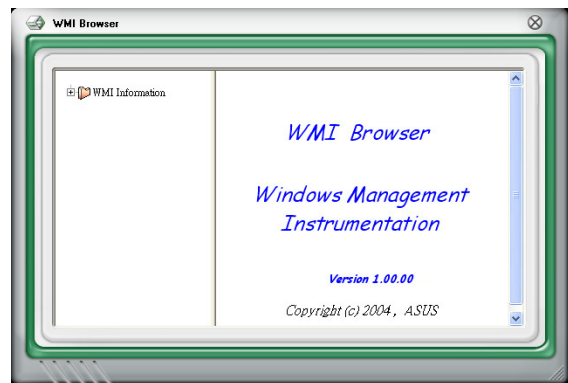 WMI Browser
WMI Information
WMI Browser
Windows Management
Instrumentation
Version 1.00.00
Copyright (c) 2004, ASUS